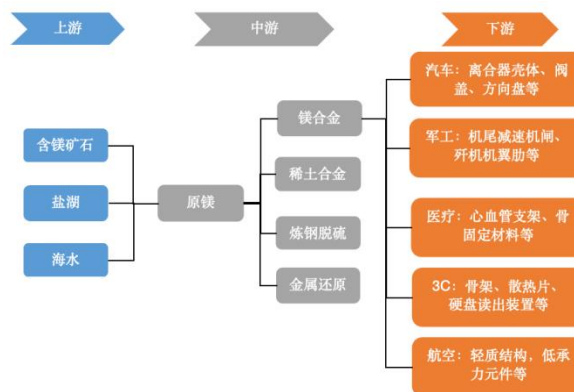 上游
中游
下游
含镁矿石
盐湖
海水
原镁
镁合金
稀土合金
炼钢脱硫
金属还原
汽车：离合器壳体、阀
盖、方向盘等
军工：机尾减速机闸、
歼机机翼肋等
医疗：心血管支架、骨
固定材料等
3C：骨架、散热片、
硬盘读出装置等
航空：轻质结构，低承
力元件等